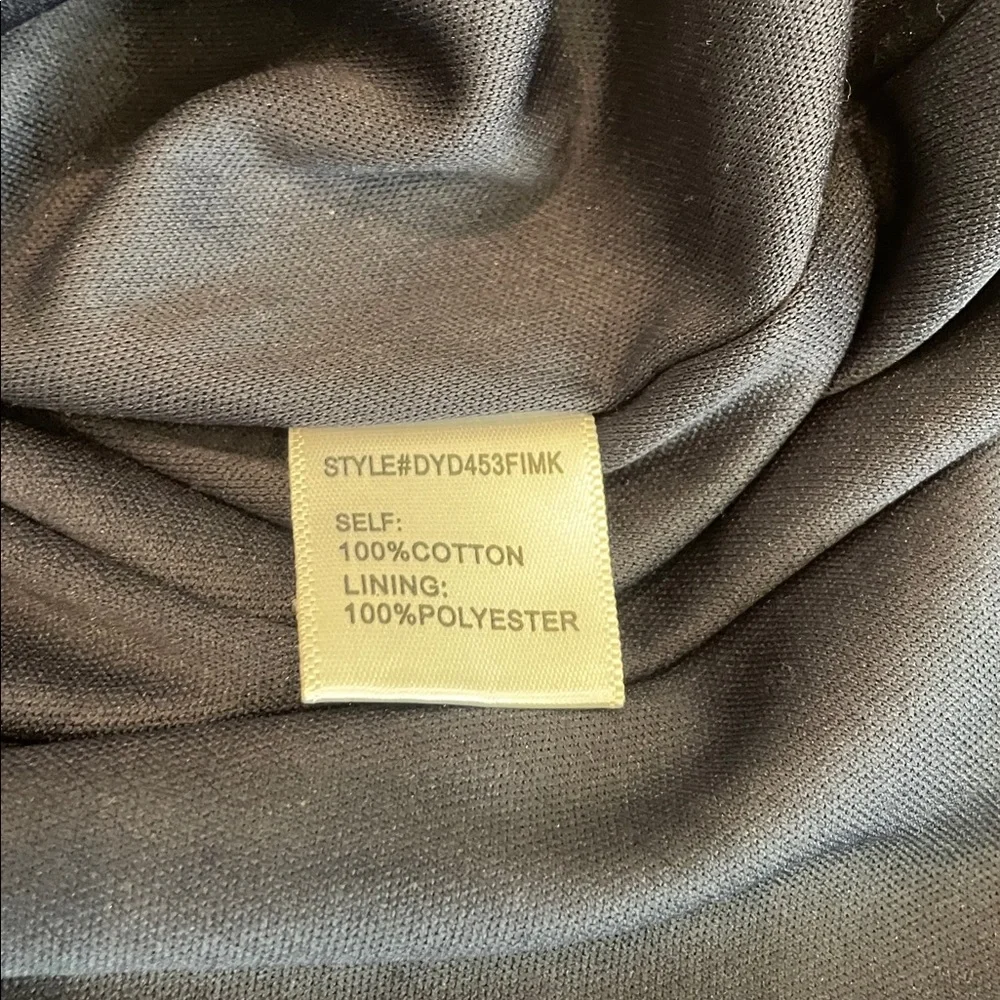 STYLE#DYD453FIMK
SELF:
100%COTTON
LINING:
100%POLYESTER